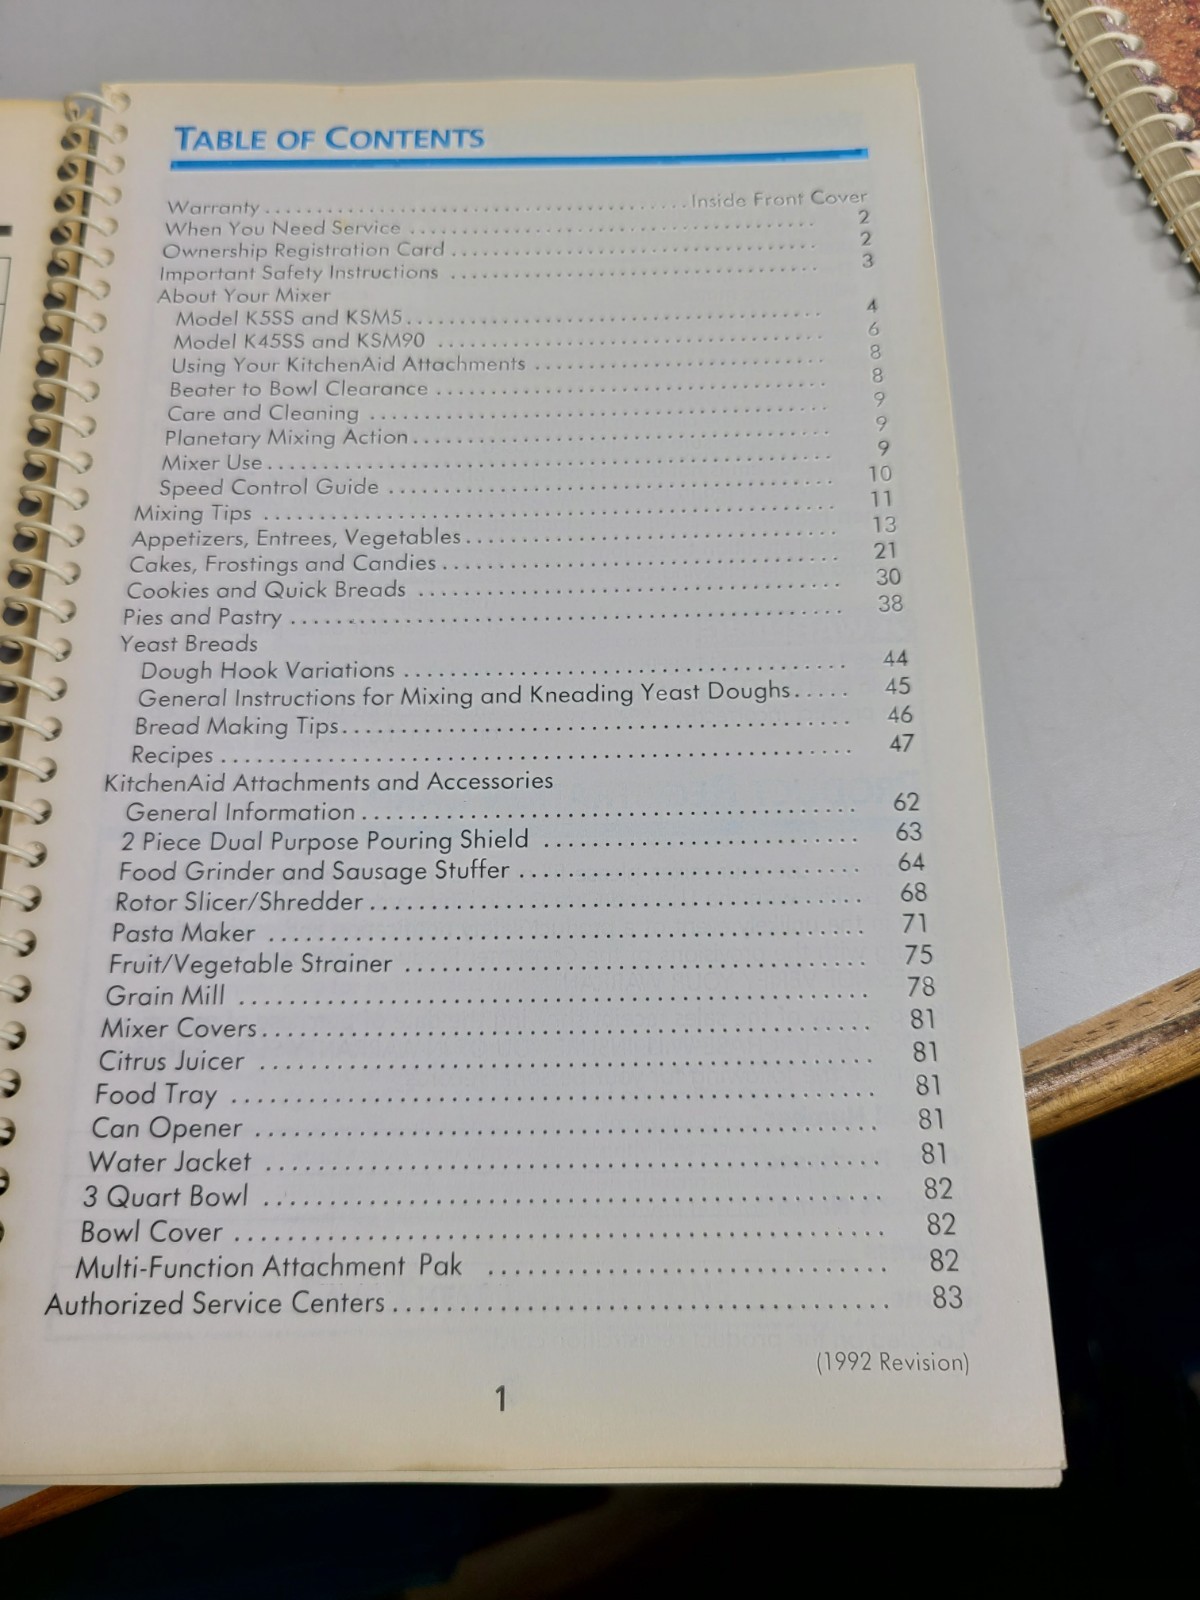 TABLE OF CONTENTS
Warranty........................................Inside Front Cover
When You Need Service ........................................ 2
Ownership Registration Card.................................... 2
Important Safety Instructions .................................... 3
About Your Mixer
Model K5SS and KSM5........................................ 4
Model K45SS and KSM90 ...................................... 6
Using Your KitchenAid Attachments ............................ 8
Beater to Bowl Clearance ...................................... 8
Care and Cleaning ............................................ 9
Planetary Mixing Action........................................ 9
Mixer Use.................................................... 9
Speed Control Guide .......................................... 10
Mixing Tips .................................................. 11
Appetizers, Entrees, Vegetables.................................. 13
Cakes, Frostings and Candies.................................... 21
Cookies and Quick Breads ...................................... 30
Pies and Pastry ................................................ 38
Yeast Breads
Dough Hook Variations ........................................ 44
General Instructions for Mixing and Kneading Yeast Doughs..... 45
Bread Making Tips............................................ 46
Recipes ...................................................... 47
KitchenAid Attachments and Accessories
General Information .......................................... 62
2 Piece Dual Purpose Pouring Shield .......................... 63
Food Grinder and Sausage Stuffer ............................ 64
Rotor Slicer/Shredder........................................ 68
Pasta Maker ................................................ 71
Fruit/Vegetable Strainer ...................................... 75
Grain Mill .................................................. 78
Mixer Covers................................................ 81
Citrus Juicer ................................................ 81
Food Tray .................................................. 81
Can Opener ................................................ 81
Water Jacket ................................................ 81
3 Quart Bowl ................................................ 82
Bowl Cover .................................................. 82
Multi-Function Attachment Pak .............................. 82
Authorized Service Centers...................................... 83
(1992 Revision)
1